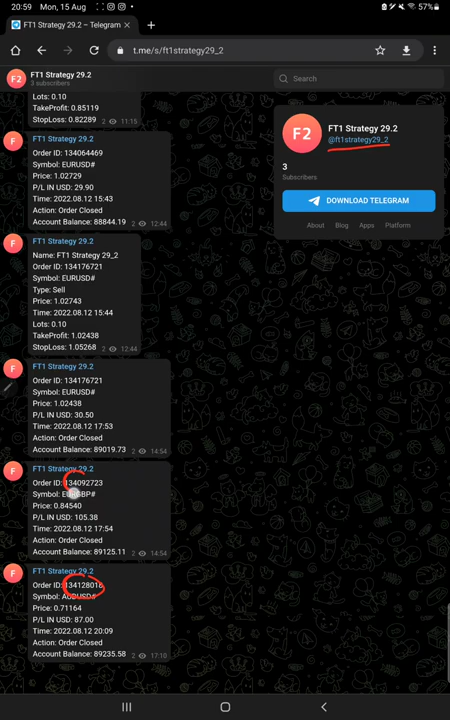 20:59 Mon, 15 Aug 57%
FT1 Strategy 29.2 – Telegram
t.me/s/ft1strategy29_2
F2
FT1 Strategy 29.2
3 subscribers
Search
Lots: 0.10
TakeProfit: 0.85119
StopLoss: 0.82289 2 11:15
F
FT1 Strategy 29.2
Order ID: 134064469
Symbol: EURUSD#
Price: 1.02729
P/L IN USD: 29.90
Time: 2022.08.12 15:43
Action: Order Closed
Account Balance: 88844.19 2 12:44
F
FT1 Strategy 29.2
Name: FT1 Strategy 29_2
Order ID: 134176721
Symbol: EURUSD#
Type: Sell
Price: 1.02743
Time: 2022.08.12 15:44
Lots: 0.10
TakeProfit: 1.02438
StopLoss: 1.05268 2 12:44
F
FT1 Strategy 29.2
Order ID: 134176721
Symbol: EURUSD#
Price: 1.02438
P/L IN USD: 30.50
Time: 2022.08.12 17:53
Action: Order Closed
Account Balance: 89019.73 2 14:54
F
FT1 Strategy 29.2
Order ID: 134092723
Symbol: EURGBP#
Price: 0.84540
P/L IN USD: 105.38
Time: 2022.08.12 17:54
Action: Order Closed
Account Balance: 89125.11 2 14:54
F
FT1 Strategy 29.2
Order ID: 134128016
Symbol: AUDUSD#
Price: 0.71164
P/L IN USD: 87.00
Time: 2022.08.12 20:09
Action: Order Closed
Account Balance: 89235.58 2 17:10
F2
FT1 Strategy 29.2
@ft1strategy29_2
3
Subscribers
DOWNLOAD TELEGRAM
About Blog Apps Platform